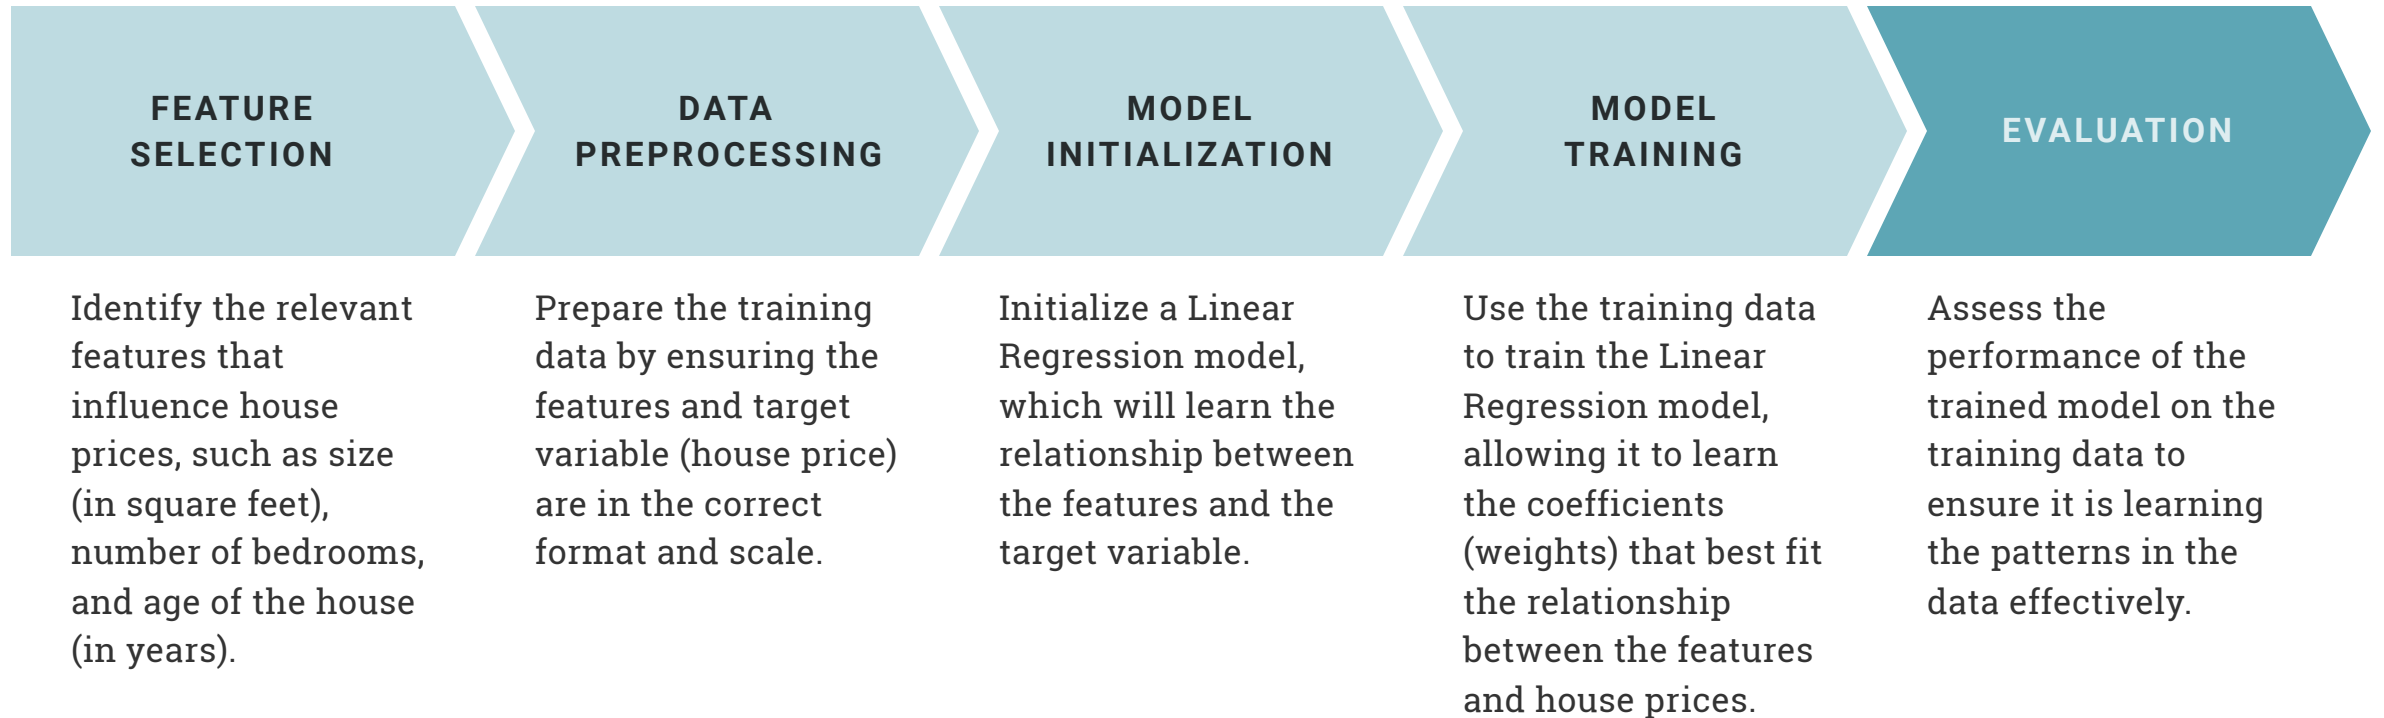 FEATURE
SELECTION
DATA
PREPROCESSING
MODEL
INITIALIZATION
MODEL
TRAINING
EVALUATION
Identify the relevant
features that
influence house
prices, such as size
(in square feet),
number of bedrooms,
and age of the house
(in years).
Prepare the training
data by ensuring the
features and target
variable (house price)
are in the correct
format and scale.
Initialize a Linear
Regression model,
which will learn the
relationship between
the features and the
target variable.
Use the training data
to train the Linear
Regression model,
allowing it to learn
the coefficients
(weights) that best fit
the relationship
between the features
and house prices.
Assess the
performance of the
trained model on the
training data to
ensure it is learning
the patterns in the
data effectively.